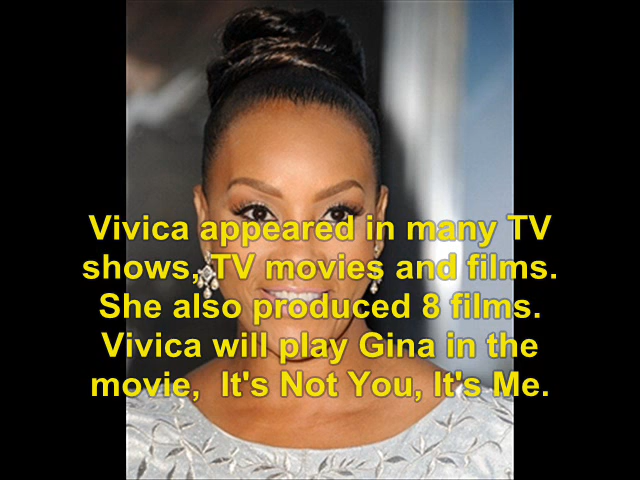 Vivica appeared in many TV
shows, TV movies and films.
She also produced 8 films.
Vivica will play Gina in the
movie,  It's Not You, It's Me.